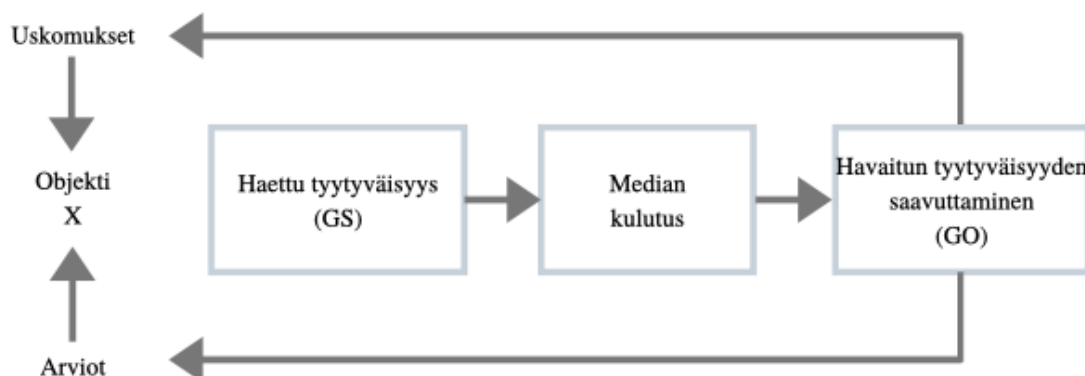 Uskomukset
Objekti
X
Arviot
Haettu tyytyväisyys
(GS)
Median
kulutus
Havaitun tyytyväisyyden
saavuttaminen
(GO)